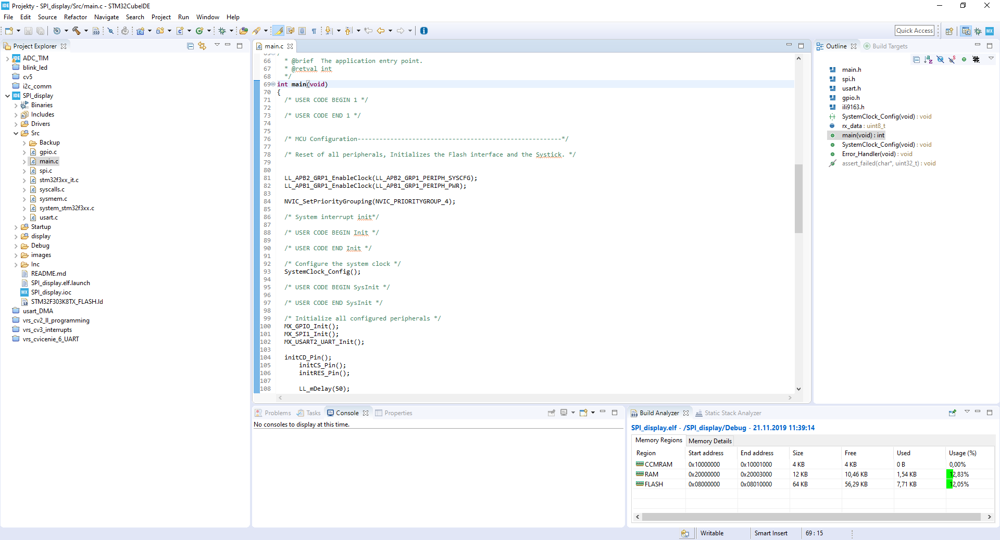 Projekty - SPI_display/Src/main.c - STM32CubeIDE
File Edit Source Refactor Navigate Search Project Run Window Help
Quick Access
Project Explorer
ADC_TIM
blink_led
cv5
i2c_comm
SPI_display
Binaries
Includes
Drivers
Src
Backup
gpio.c
main.c
spi.c
stm32f3xx_it.c
syscalls.c
sysmem.c
system_stm32f3xx.c
usart.c
Startup
display
Debug
images
Inc
README.md
SPI_display.elf.launch
SPI_display.ioc
STM32F303K8TX_FLASH.ld
usart_DMA
vrs_cv2_ll_programming
vrs_cv3_interrupts
vrs_cvicenie_6_UART
main.c
66 * @brief  The application entry point.
67 * @retval int
68 */
69 int main(void)
70 {
71 /* USER CODE BEGIN 1 */
72
73 /* USER CODE END 1 */
74
75
76 /* MCU Configuration--------------------------------------------------------*/
77
78 /* Reset of all peripherals, Initializes the Flash interface and the Systick. */
79
80
81 LL_APB2_GRP1_EnableClock(LL_APB2_GRP1_PERIPH_SYSCFG);
82 LL_APB1_GRP1_EnableClock(LL_APB1_GRP1_PERIPH_PWR);
83
84 NVIC_SetPriorityGrouping(NVIC_PRIORITYGROUP_4);
85
86 /* System interrupt init*/
87
88 /* USER CODE BEGIN Init */
89
90 /* USER CODE END Init */
91
92 /* Configure the system clock */
93 SystemClock_Config();
94
95 /* USER CODE BEGIN SysInit */
96
97 /* USER CODE END SysInit */
98
99 /* Initialize all configured peripherals */
100 MX_GPIO_Init();
101 MX_SPI1_Init();
102 MX_USART2_UART_Init();
103
104 initCD_Pin();
105 initCS_Pin();
106 initRES_Pin();
107
108 LL_mDelay(50);
Outline Build Targets
main.h
spi.h
usart.h
gpio.h
ili9163.h
SystemClock_Config(void) : void
rx_data : uint8_t
main(void) : int
SystemClock_Config(void) : void
Error_Handler(void) : void
assert_failed(char*, uint32_t) : void
Problems Tasks Console Properties
No consoles to display at this time.
Build Analyzer Static Stack Analyzer
SPI_display.elf - /SPI_display/Debug - 21.11.2019 11:39:14
Memory Regions Memory Details
Region Start address End address Size Free Used Usage (%)
CCMRAM 0x10000000 0x10001000 4 KB 4 KB 0 B 0,00%
RAM 0x20000000 0x20003000 12 KB 10,46 KB 1,54 KB 12,83%
FLASH 0x08000000 0x08010000 64 KB 56,29 KB 7,71 KB 12,05%
Writable Smart Insert 69 : 15